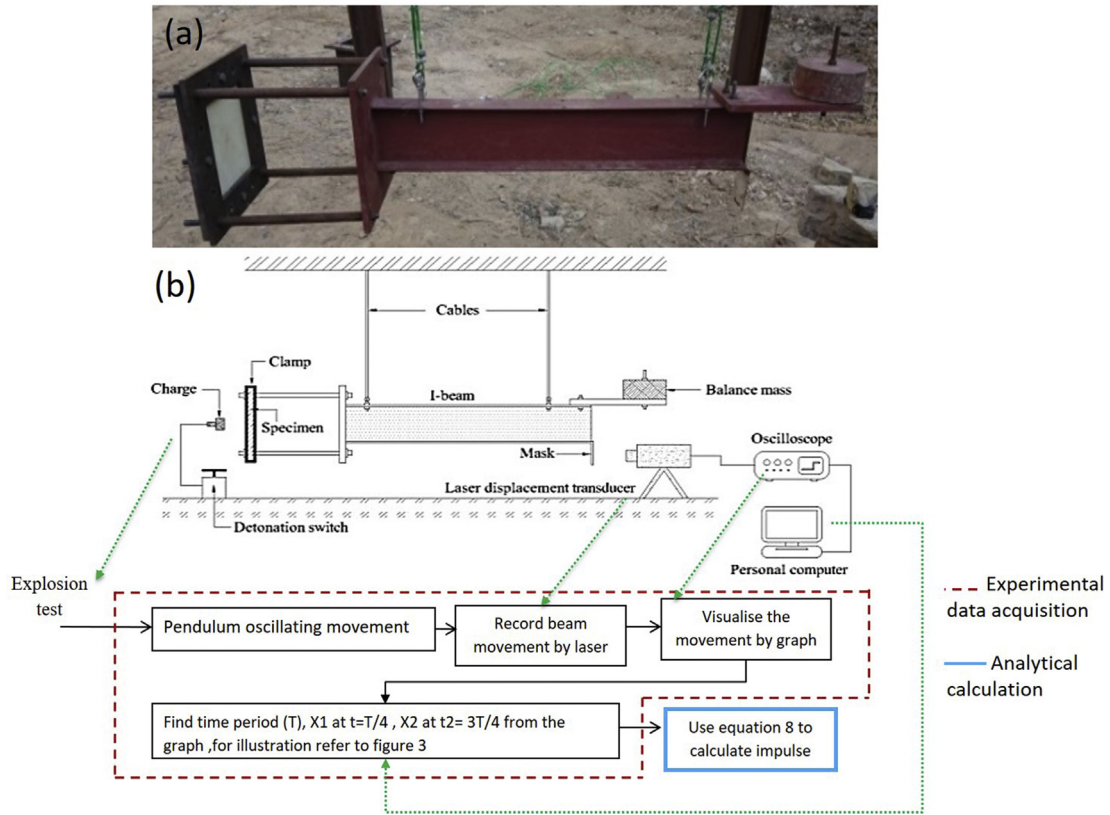 (a)
(b)
Cables
Clamp
Charge
I-beam
Balance mass
Specimen
Oscilloscope
Mask
Laser displacement transducer
Detonation switch
Personal computer
Explosion
test
Experimental
data acquisition
Pendulum oscillating movement
Record beam
movement by laser
Visualise the
movement by graph
Analytical
calculation
Find time period (T), X1 at t=T/4 , X2 at t2= 3T/4 from the
graph ,for illustration refer to figure 3
Use equation 8 to
calculate impulse